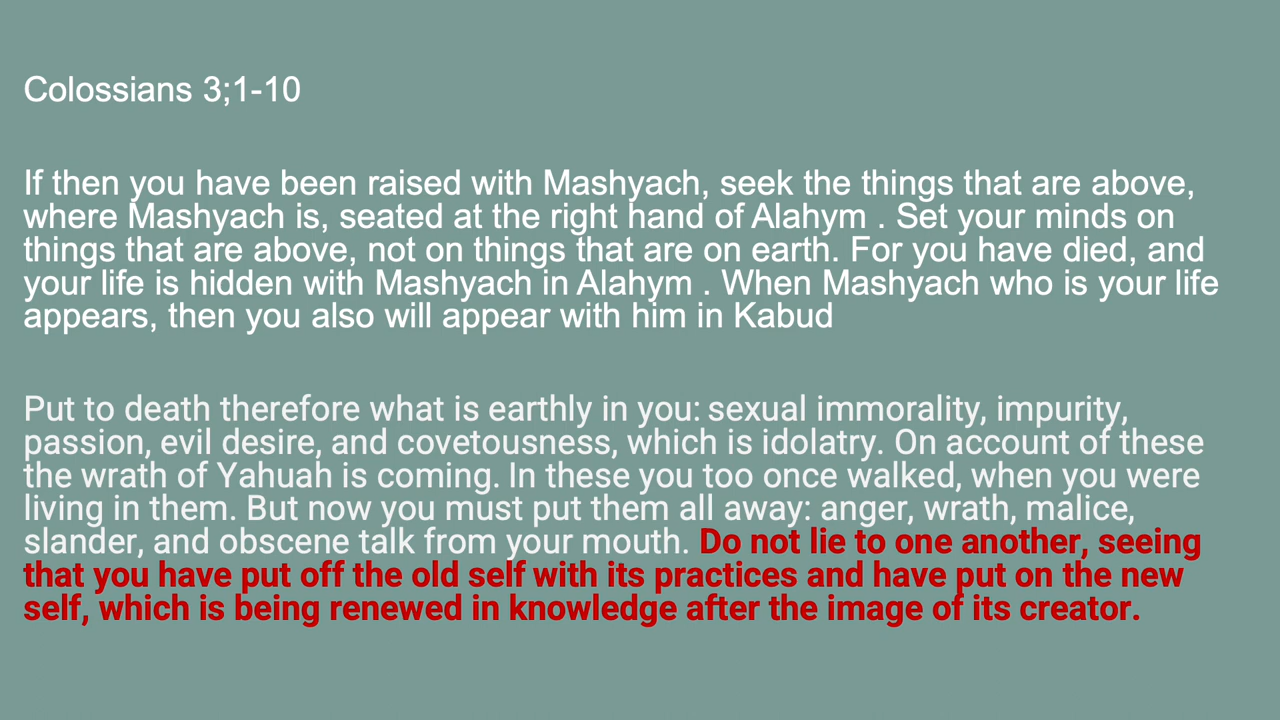 Colossians 3;1-10
If then you have been raised with Mashyach, seek the things that are above,
where Mashyach is, seated at the right hand of Alahym . Set your minds on
things that are above, not on things that are on earth. For you have died, and
your life is hidden with Mashyach in Alahym . When Mashyach who is your life
appears, then you also will appear with him in Kabud
Put to death therefore what is earthly in you: sexual immorality, impurity,
passion, evil desire, and covetousness, which is idolatry. On account of these
the wrath of Yahuah is coming. In these you too once walked, when you were
living in them. But now you must put them all away: anger, wrath, malice,
slander, and obscene talk from your mouth. Do not lie to one another, seeing
that you have put off the old self with its practices and have put on the new
self, which is being renewed in knowledge after the image of its creator.